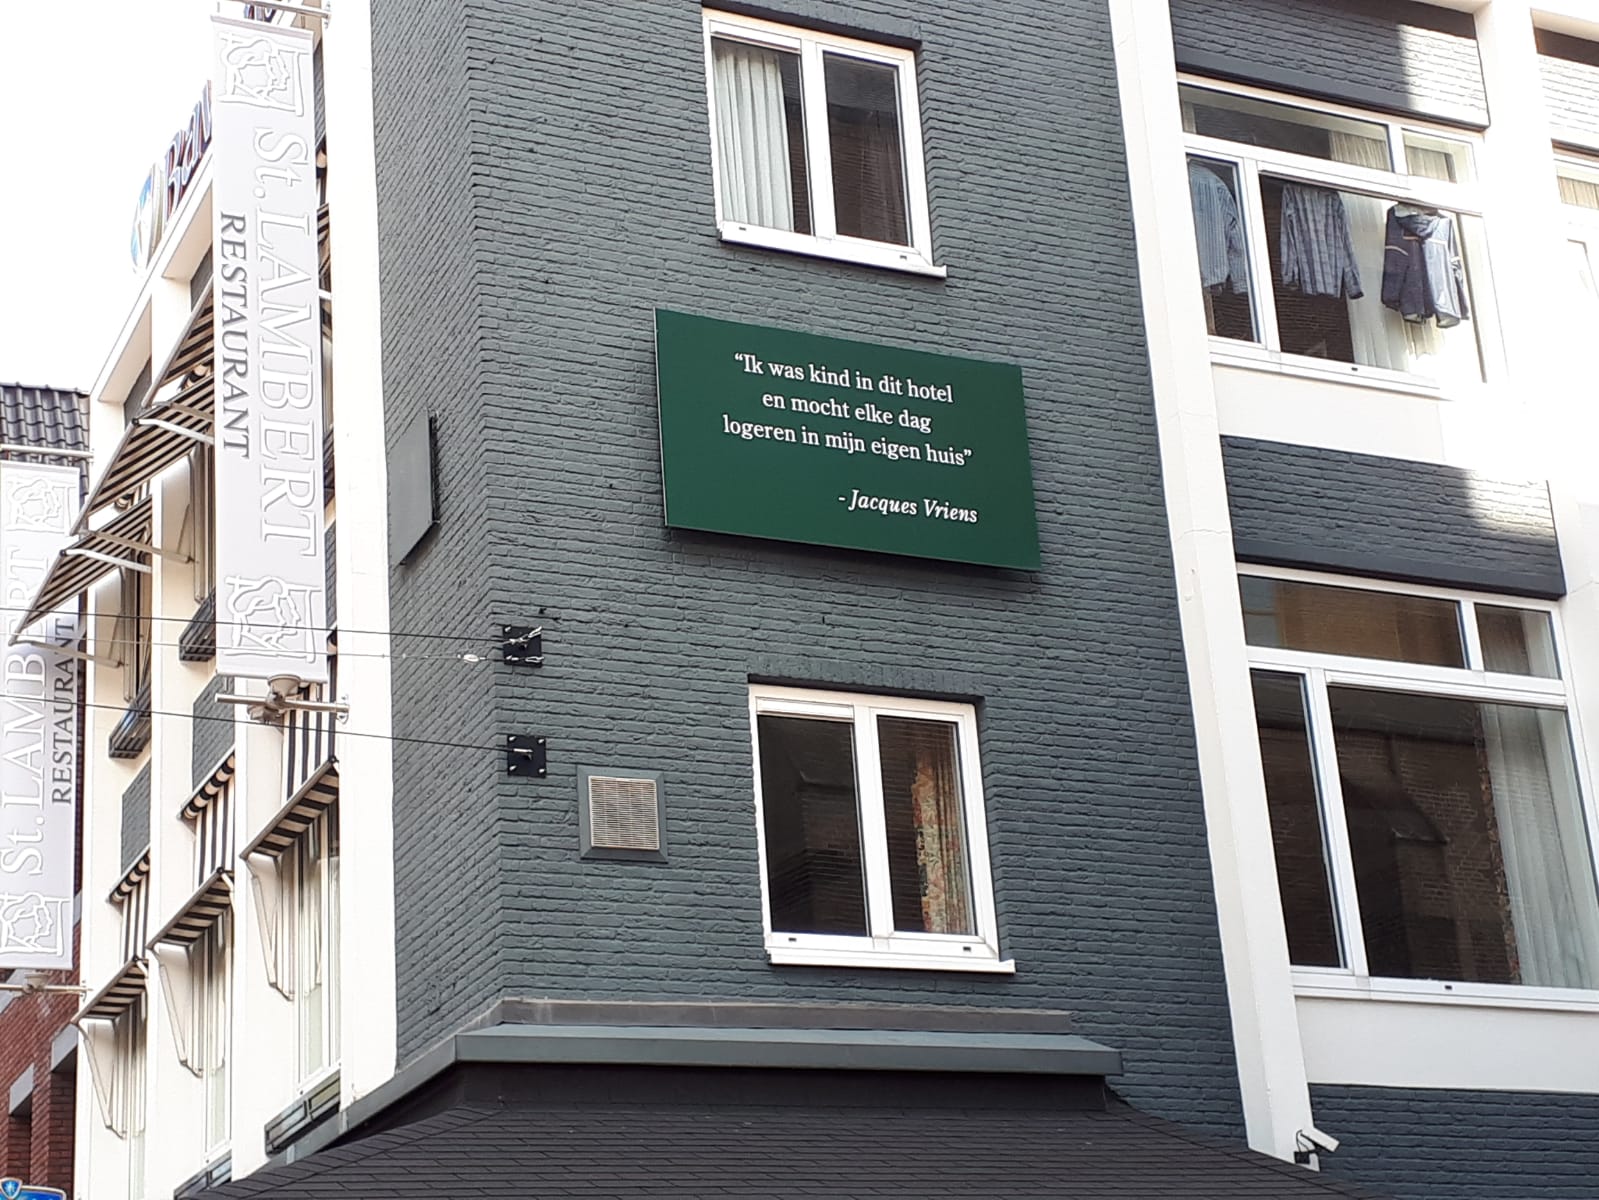 “Ik was kind in dit hotel
en mocht elke dag
logeren in mijn eigen huis”
- Jacques Vriens
St. LAMBERT
RESTAURANT
St. LAMBERT
RESTAURANT